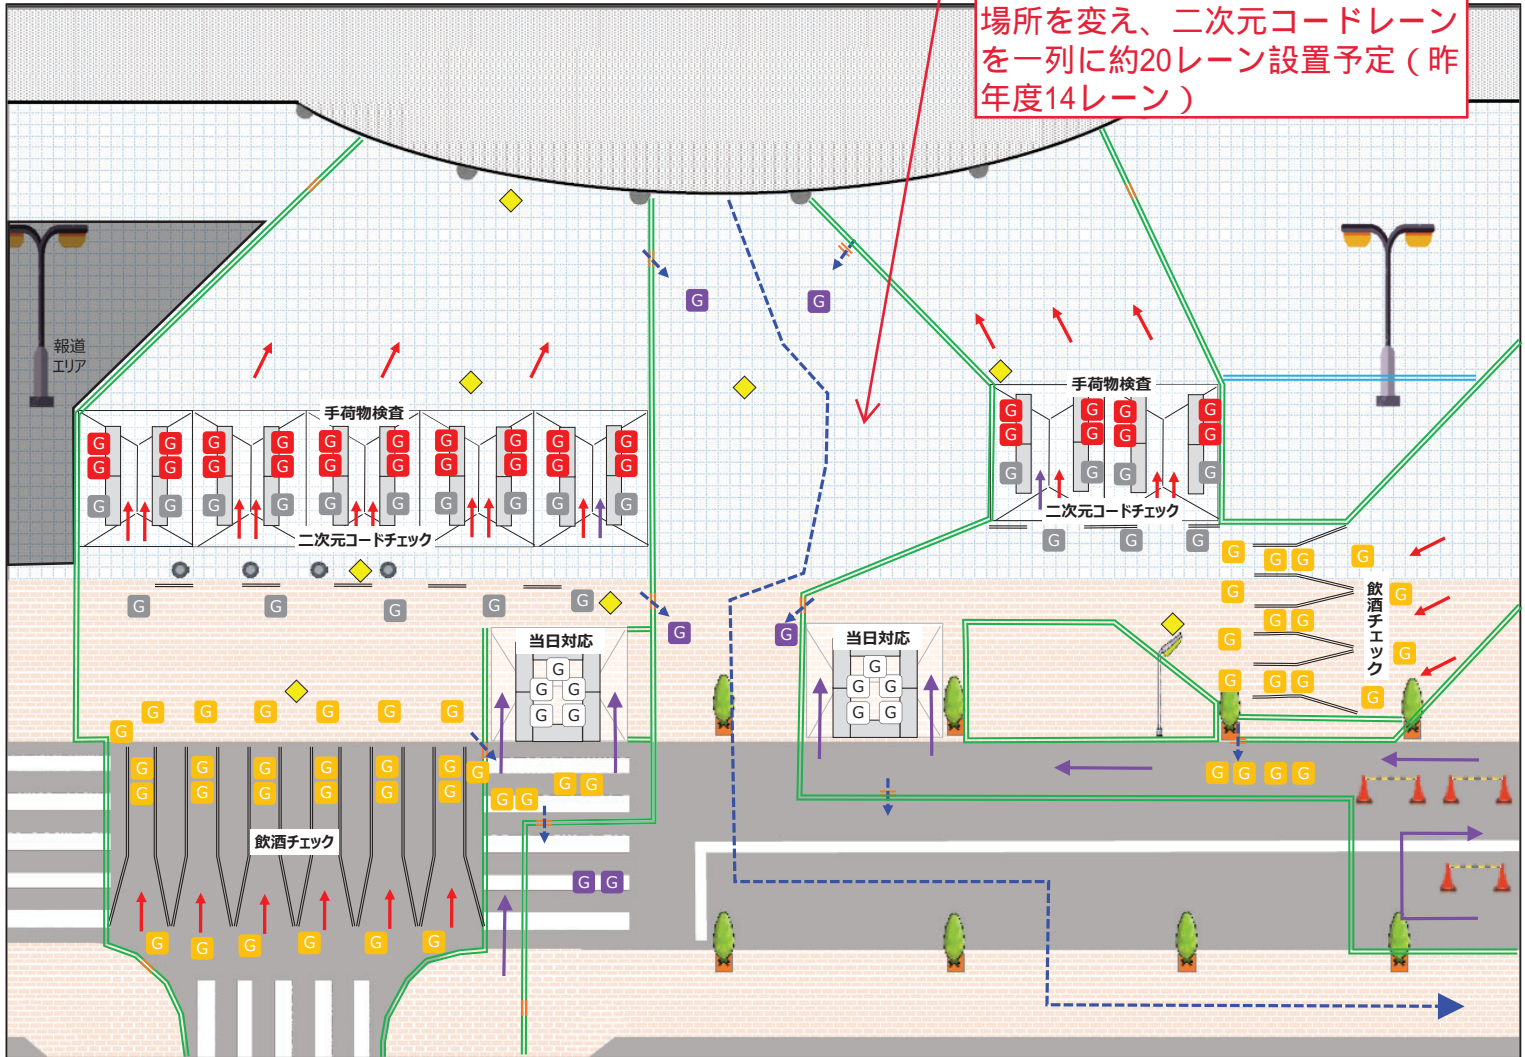 場所を変え、二次元コードレーン
を一列に約20レーン設置予定（昨
年度14レーン）
報道
エリア
手荷物検査
手荷物検査
G G G G G G G G G G
G G G G G G G G G G
G G G G G G G G G G
G G
G G G G
G G G G
G G G G
二次元コードチェック
二次元コードチェック
G G G
G G G G G
G G
当日対応
G
G G
G G
当日対応
G
G G
G G
飲酒チェック
G G G G
G G
G G G
G G
G G G G
G G G G G G G
G G G G G G G
G G G G G G
G G G G
飲酒チェック
G G G G
G G
G G G G G G